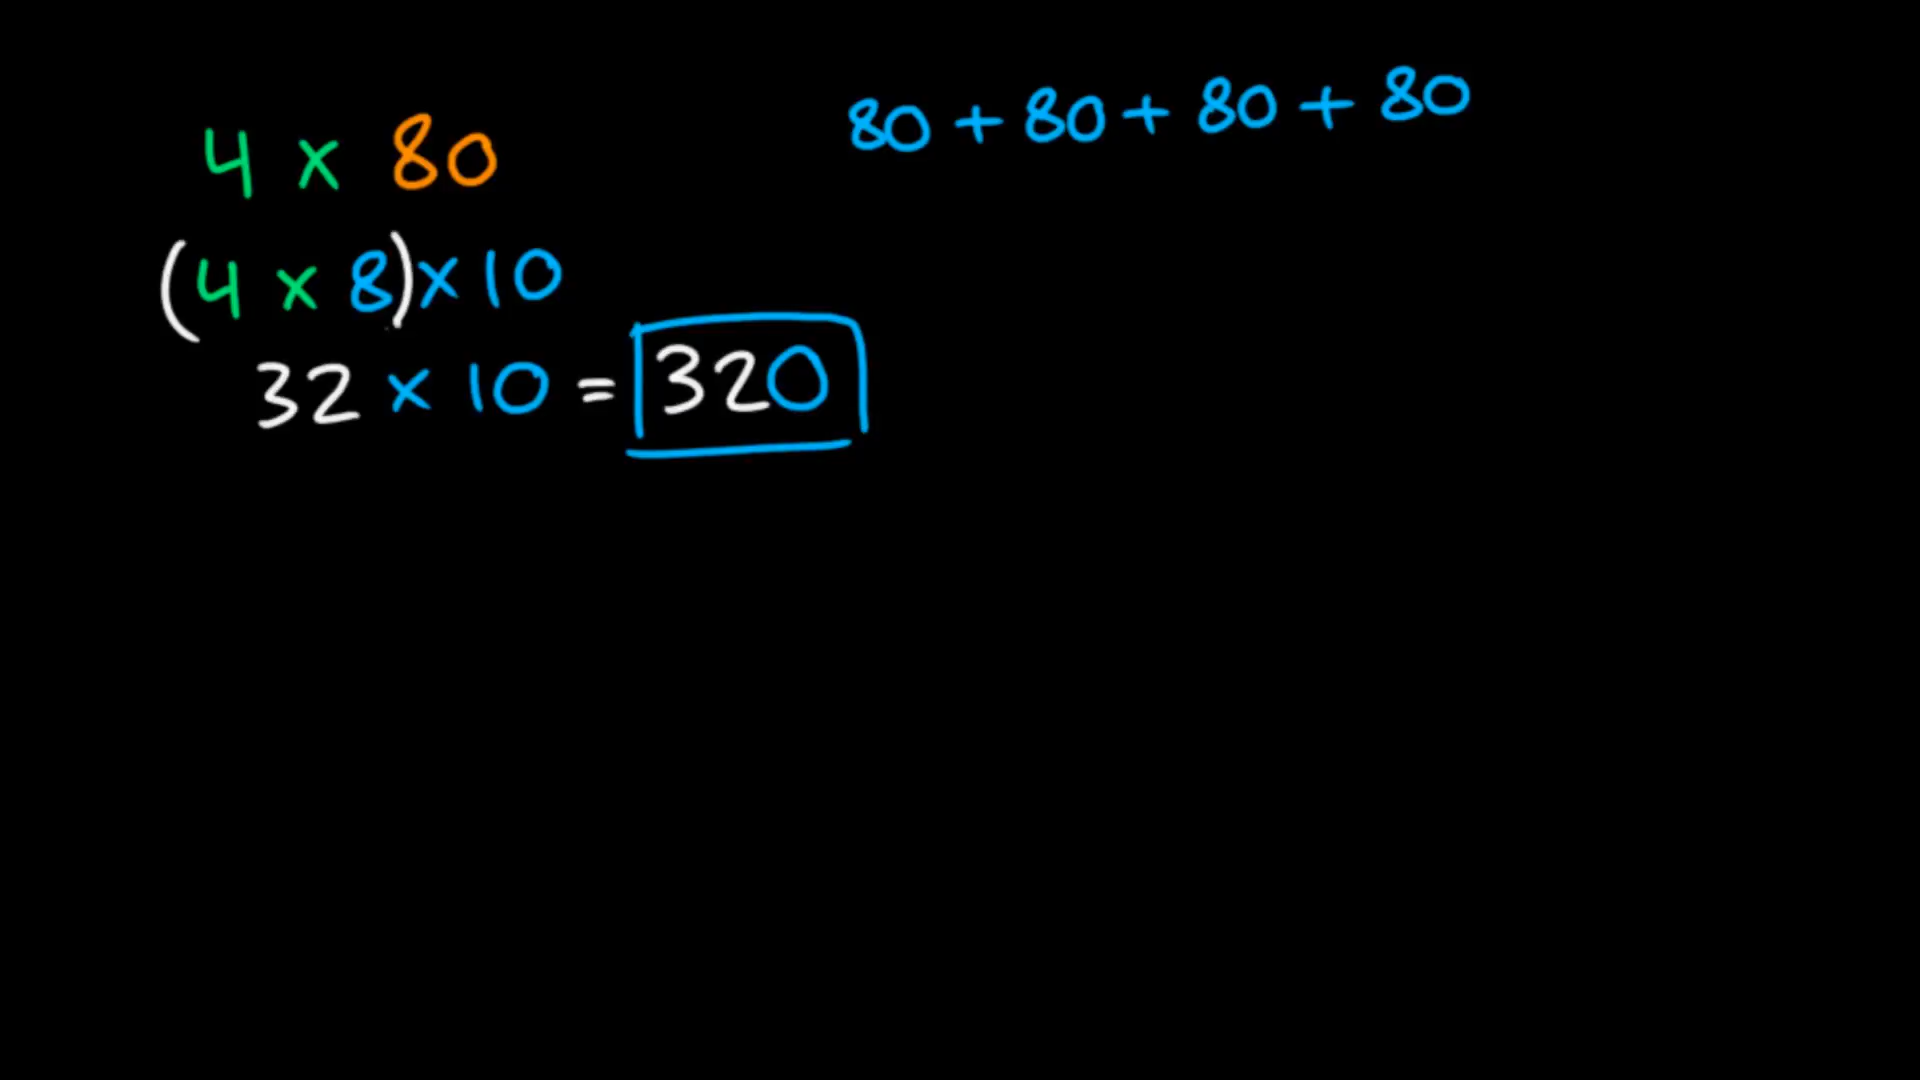 4 x 80
80 + 80 + 80 + 80
(4 x 8) x 10
32 x 10 = 320